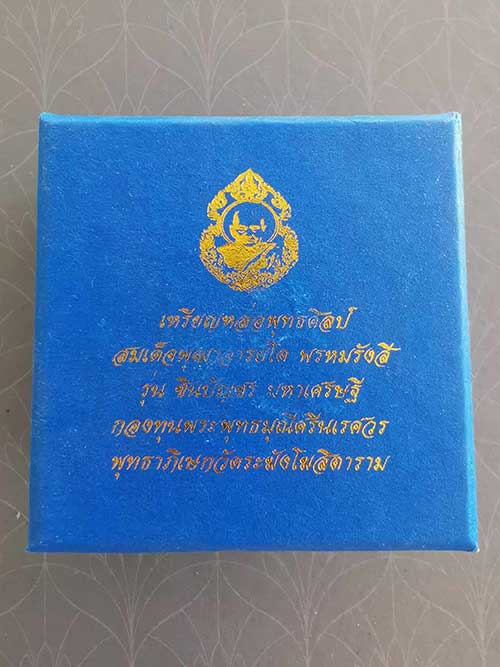 เหรียญหล่อพุทธศิลป์
สมเด็จพุฒาจารย์โต พรหมรังสี
รุ่น ชินบัญชร มหาเศรษฐี
กองทุนพระพุทธมุณีศรีนเรศวร
พุทธาภิเษกวัดระฆังโฆสิตาราม